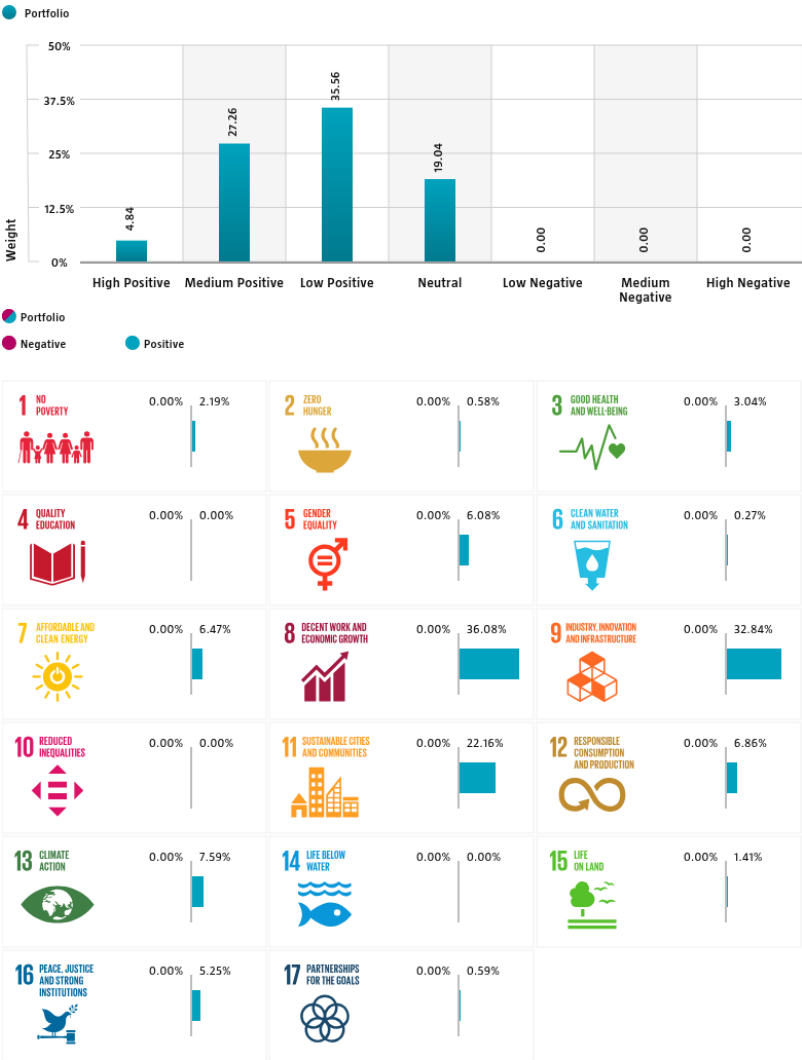 Portfolio
50%
37.5%
25%
12.5%
0%
Weight
4.84
27.26
35.56
19.04
0.00
0.00
0.00
High Positive
Medium Positive
Low Positive
Neutral
Low Negative
Medium
Negative
High Negative
Portfolio
Negative
Positive
1 NO
POVERTY
0.00% 2.19%
2 ZERO
HUNGER
0.00% 0.58%
3 GOOD HEALTH
AND WELL-BEING
0.00% 3.04%
4 QUALITY
EDUCATION
0.00% 0.00%
5 GENDER
EQUALITY
0.00% 6.08%
6 CLEAN WATER
AND SANITATION
0.00% 0.27%
7 AFFORDABLE AND
CLEAN ENERGY
0.00% 6.47%
8 DECENT WORK AND
ECONOMIC GROWTH
0.00% 36.08%
9 INDUSTRY, INNOVATION
AND INFRASTRUCTURE
0.00% 32.84%
10 REDUCED
INEQUALITIES
0.00% 0.00%
11 SUSTAINABLE CITIES
AND COMMUNITIES
0.00% 22.16%
12 RESPONSIBLE
CONSUMPTION
AND PRODUCTION
0.00% 6.86%
13 CLIMATE
ACTION
0.00% 7.59%
14 LIFE BELOW
WATER
0.00% 0.00%
15 LIFE
ON LAND
0.00% 1.41%
16 PEACE, JUSTICE
AND STRONG
INSTITUTIONS
0.00% 5.25%
17 PARTNERSHIPS
FOR THE GOALS
0.00% 0.59%